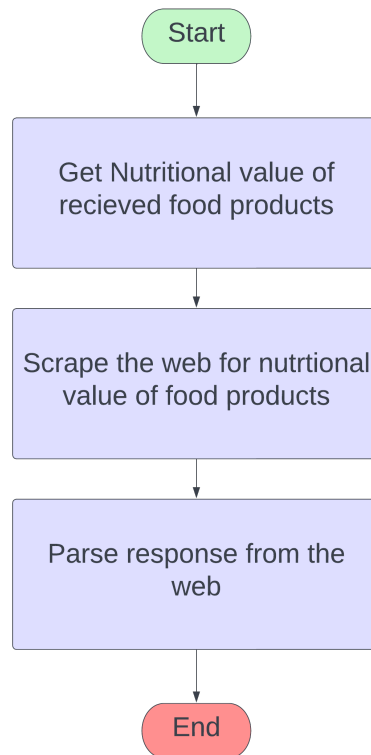 Start
Get Nutritional value of
recieved food products
Scrape the web for nutrtional
value of food products
Parse response from the
web
End